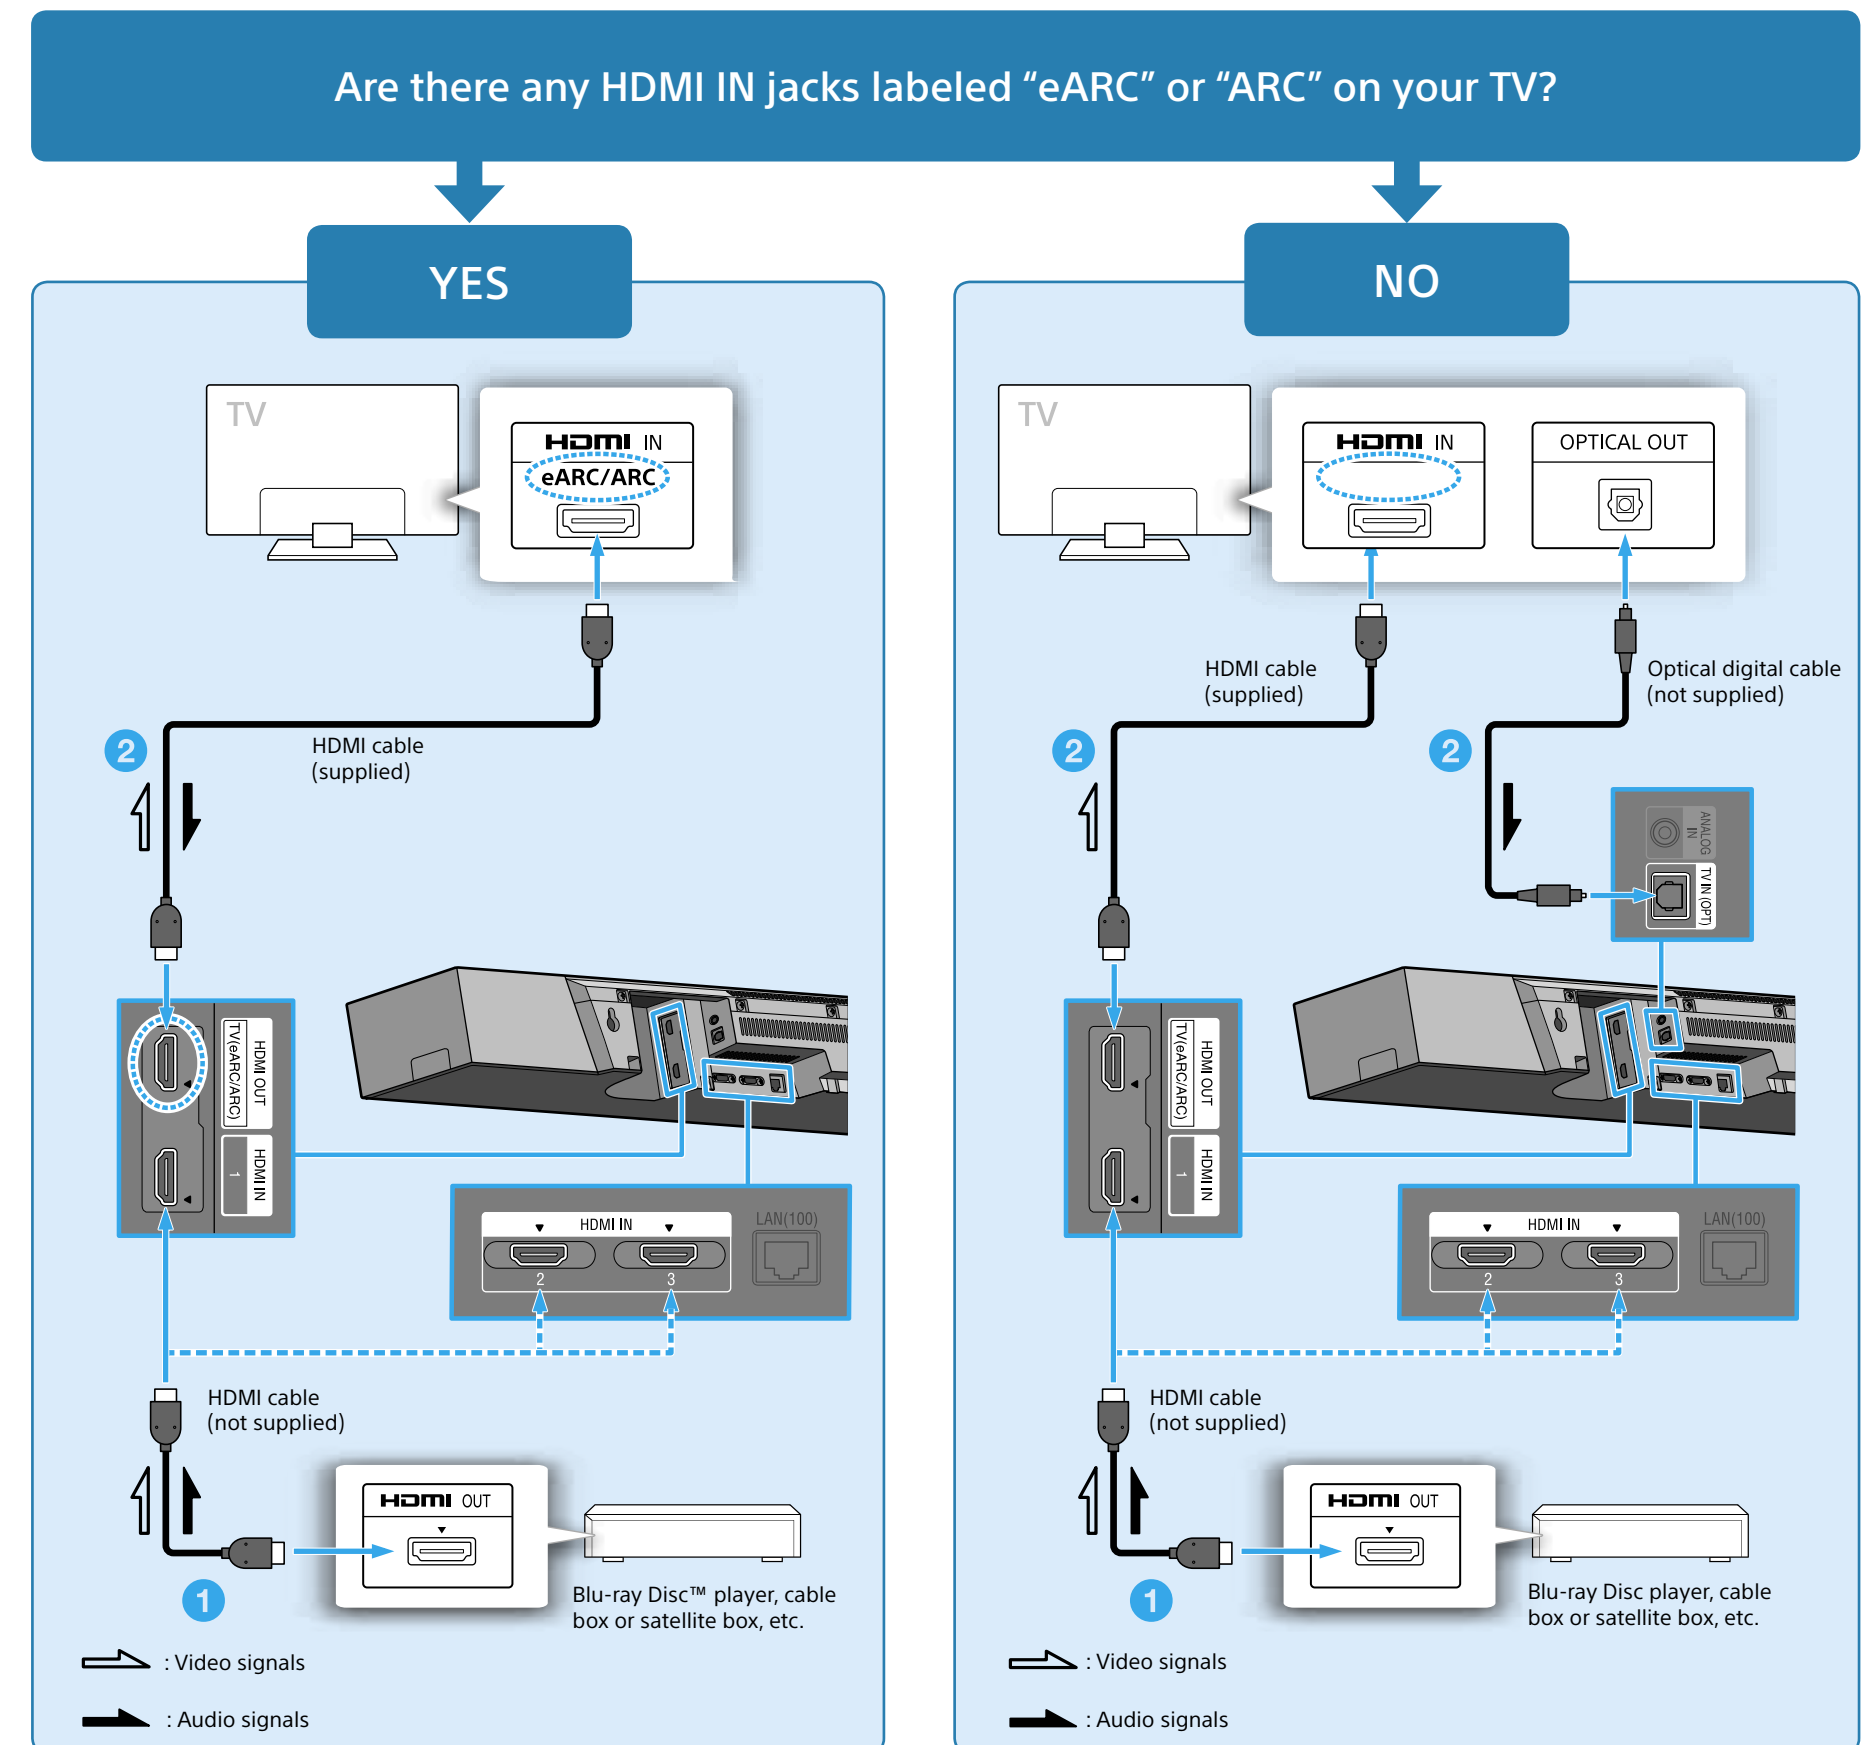 Are there any HDMI IN jacks labeled “eARC” or “ARC” on your TV?
YES
TV
HDMI IN
eARC/ARC
HDMI cable
(supplied)
2
HDMI OUT
TV(eARC/ARC)
HDMI IN
1
HDMI IN
LAN(100)
2
3
HDMI cable
(not supplied)
HDMI OUT
1
Blu-ray Disc™ player, cable
box or satellite box, etc.
: Video signals
: Audio signals
NO
TV
HDMI IN
OPTICAL OUT
HDMI cable
(supplied)
Optical digital cable
(not supplied)
2
2
ANALOG
IN
TV IN (OPT)
HDMI OUT
TV(eARC/ARC)
HDMI IN
1
HDMI IN
LAN(100)
2
3
HDMI cable
(not supplied)
HDMI OUT
1
Blu-ray Disc player, cable
box or satellite box, etc.
: Video signals
: Audio signals